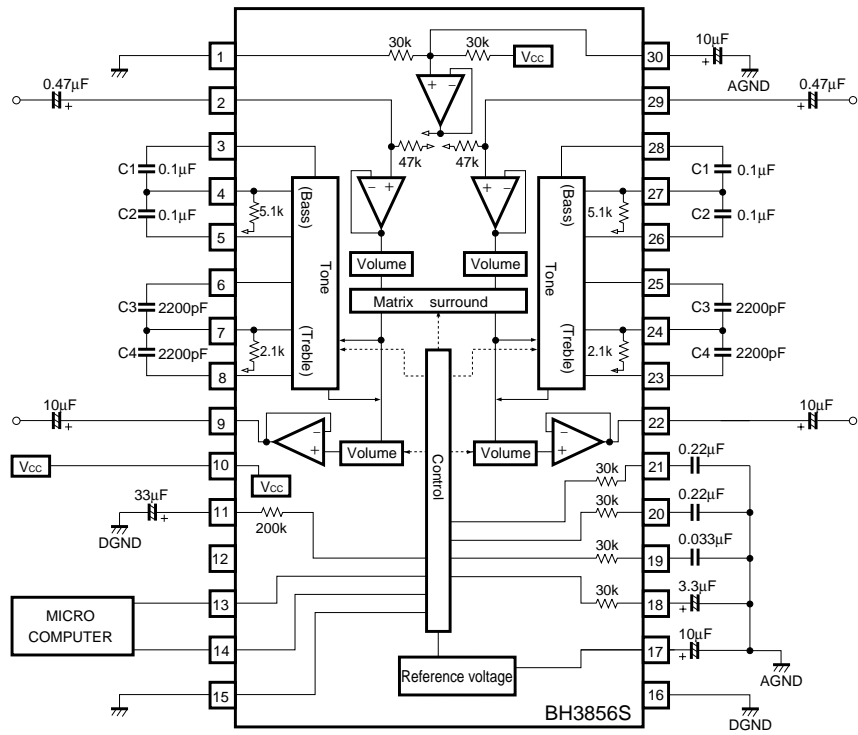 1
30k
30k
Vcc
30
10μF
+
AGND
0.47μF
+
2
+
−
29
0.47μF
+
3
47k
47k
28
C1
0.1μF
C1
0.1μF
4
(Bass)
5.1k
−
+
−
+
(Bass)
5.1k
27
C2
0.1μF
C2
0.1μF
5
26
Tone
Volume
Volume
Tone
6
25
C3
2200pF
Matrix surround
C3
2200pF
7
(Treble)
2.1k
(Treble)
2.1k
24
C4
2200pF
C4
2200pF
8
23
10μF
+
9
−
+
Volume
Control
Volume
−
+
22
10μF
+
Vcc
10
Vcc
30k
21
0.22μF
33μF
+
DGND
11
200k
30k
20
0.22μF
12
30k
19
0.033μF
MICRO
COMPUTER
13
30k
18
3.3μF
+
14
Reference voltage
17
10μF
+
AGND
15
16
DGND
BH3856S